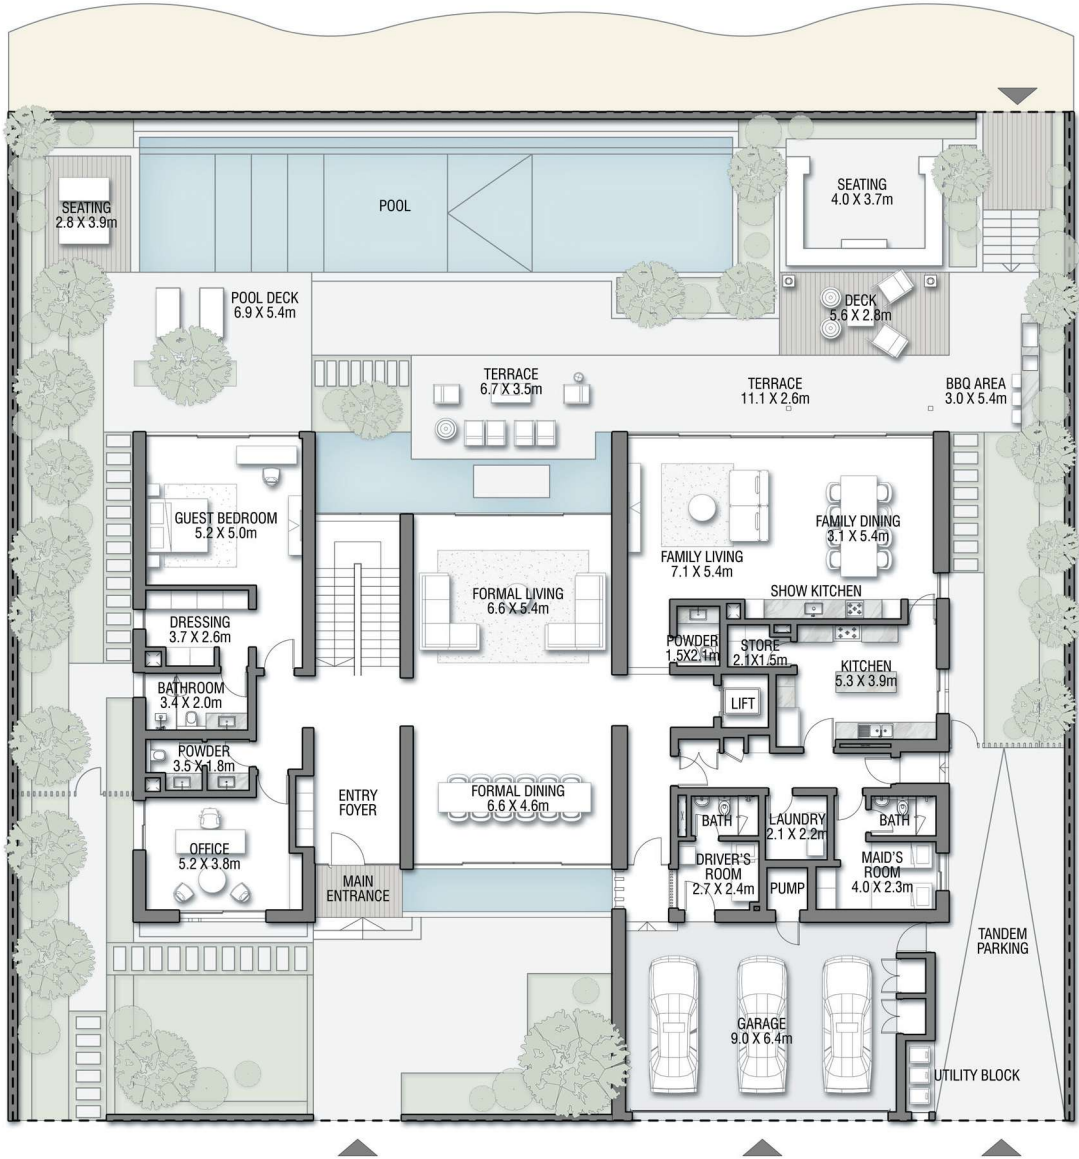 SEATING
4.0 X 3.7m
SEATING
2.8 X 3.9m
POOL
POOL DECK
6.9 X 5.4m
DECK
5.6 X 2.8m
TERRACE
6.7 X 3.5m
TERRACE
11.1 X 2.6m
BBQ AREA
3.0 X 5.4m
GUEST BEDROOM
5.2 X 5.0m
FAMILY DINING
3.1 X 5.4m
FAMILY LIVING
7.1 X 5.4m
FORMAL LIVING
6.6 X 5.4m
SHOW KITCHEN
DRESSING
3.7 X 2.6m
POWDER
1.5X2.1m
STORE
2.1X1.5m
KITCHEN
5.3 X 3.9m
BATHROOM
3.4 X 2.0m
LIFT
POWDER
3.5 X 1.8m
ENTRY
FOYER
FORMAL DINING
6.6 X 4.6m
BATH
LAUNDRY
2.1 X 2.2m
BATH
OFFICE
5.2 X 3.8m
DRIVER'S
ROOM
2.7 X 2.4m
MAID'S
ROOM
4.0 X 2.3m
MAIN
ENTRANCE
PUMP
TANDEM
PARKING
GARAGE
9.0 X 6.4m
UTILITY BLOCK